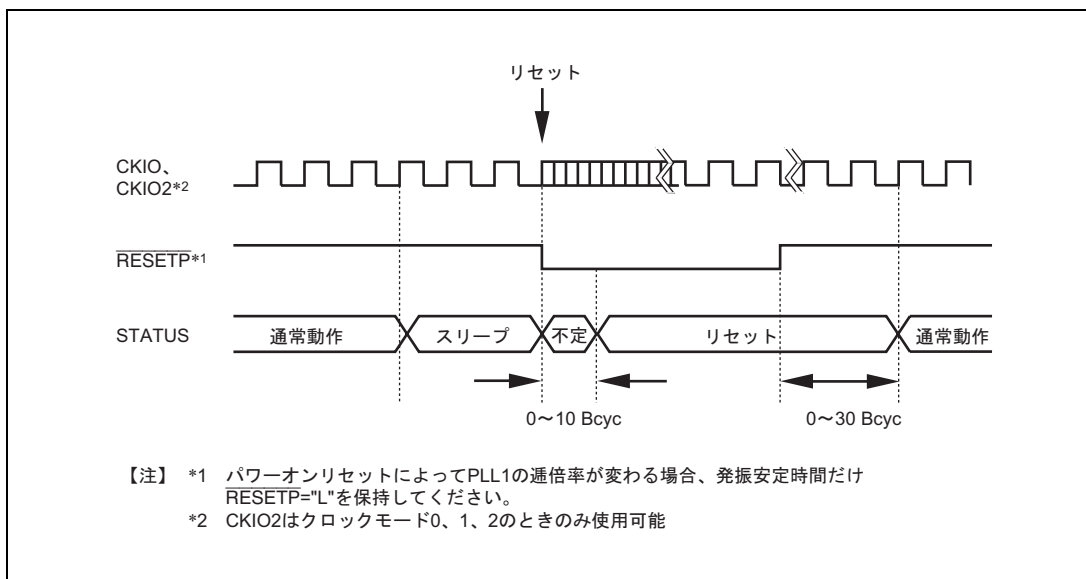 リセット
CKIO、
CKIO2*2
RESETP*1
STATUS
通常動作
スリープ
不定
リセット
通常動作
0～10 Bcyc
0～30 Bcyc
【注】 *1 パワーオンリセットによってPLL1の逓倍率が変わる場合、発振安定時間だけ
RESETP="L"を保持してください。
*2 CKIO2はクロックモード0、1、2のときのみ使用可能